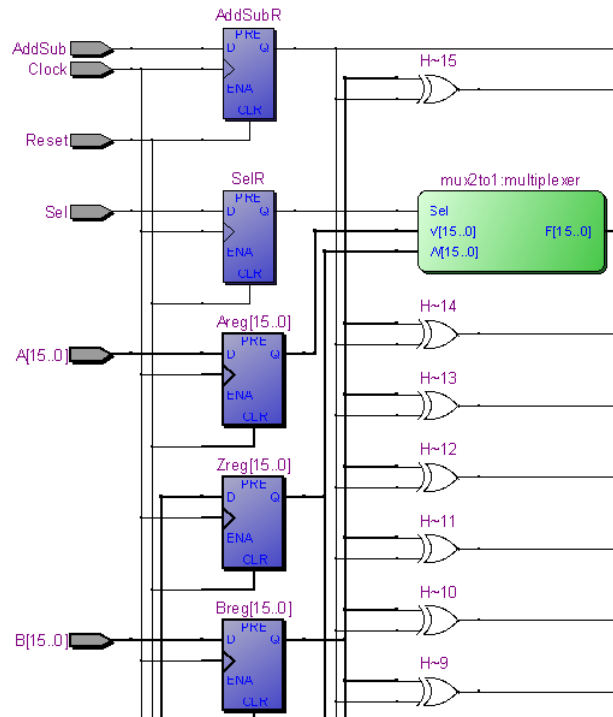 AddSubR
PRE
AddSub
D Q
Clock
H~15
ENA
CLR
Reset
SelR
mux2to1:multiplexer
PRE
Sel
D Q
Sel
V[15..0] F[15..0]
W[15..0]
ENA
CLR
Areg[15..0]
H~14
PRE
A[15..0]
D Q
H~13
ENA
CLR
H~12
Zreg[15..0]
PRE
D Q
H~11
ENA
CLR
H~10
Breg[15..0]
PRE
B[15..0]
D Q
H~9
ENA
CLR